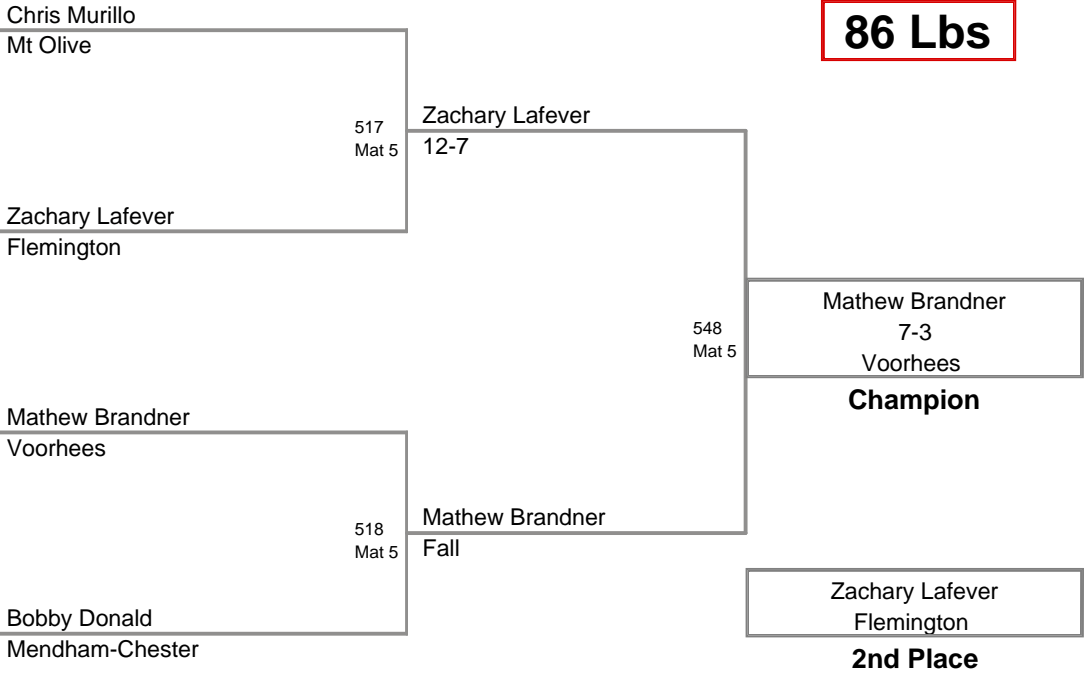 Chris Murillo
86 Lbs
Mt Olive
517
Mat 5
Zachary Lafever
12-7
Zachary Lafever
Flemington
548
Mat 5
Mathew Brandner
7-3
Voorhees
Champion
Mathew Brandner
Voorhees
518
Mat 5
Mathew Brandner
Fall
Bobby Donald
Mendham-Chester
Zachary Lafever
Flemington
2nd Place